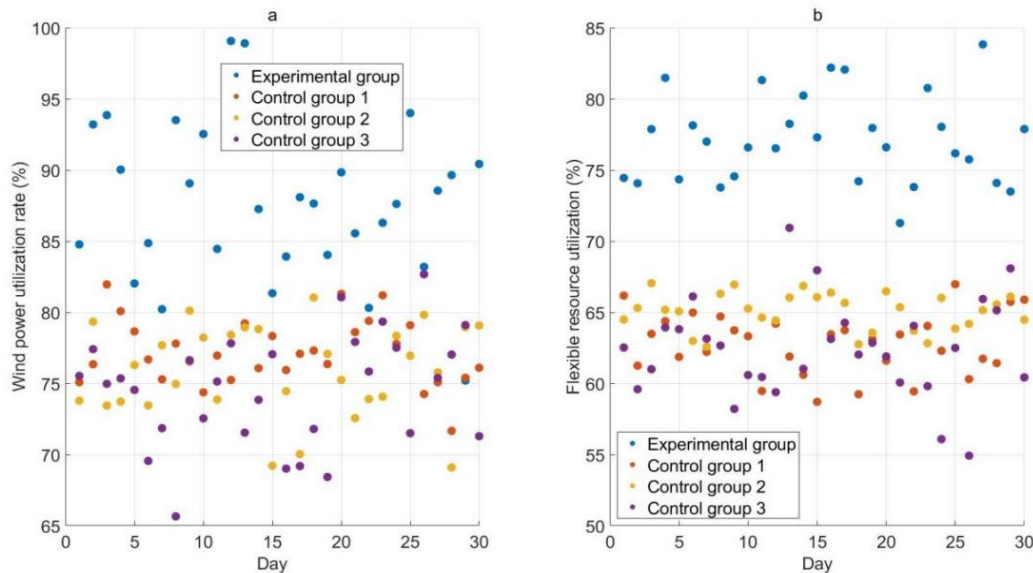 a
100
95
90
85
80
75
70
65
Wind power utilization rate (%)
Experimental group
Control group 1
Control group 2
Control group 3
0 5 10 15 20 25 30
Day
b
85
80
75
70
65
60
55
50
Flexible resource utilization (%)
Experimental group
Control group 1
Control group 2
Control group 3
0 5 10 15 20 25 30
Day